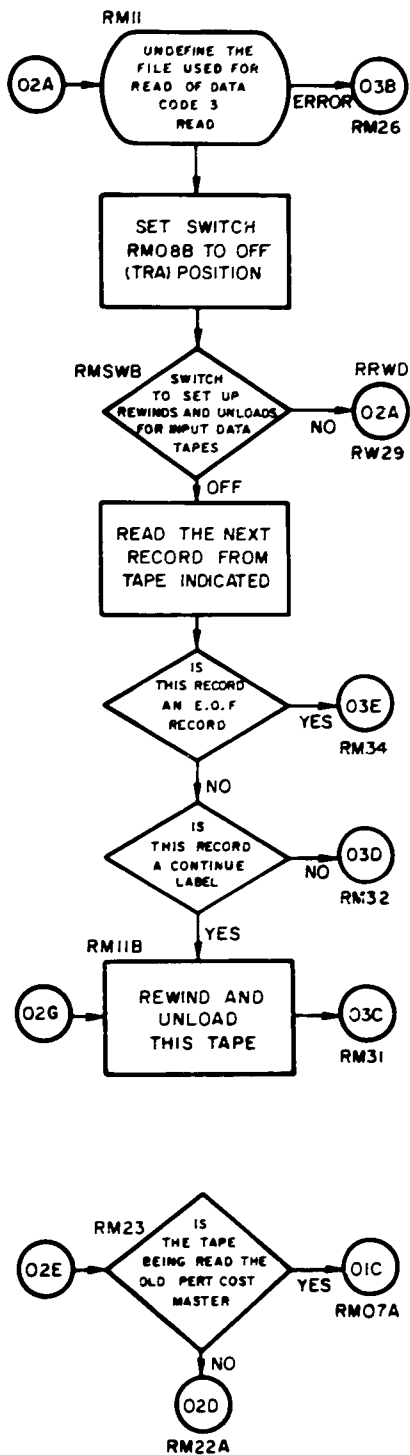 RM11
UNDEFINE THE
FILE USED FOR
READ OF DATA
CODE 3
READ
02A
ERROR
03B
RM26
SET SWITCH
RM08B TO OFF
(TRA) POSITION
RMSWB
SWITCH
TO SET UP
REWINDS AND UNLOADS
FOR INPUT DATA
TAPES
RRWD
02A
NO
RW29
OFF
READ THE NEXT
RECORD FROM
TAPE INDICATED
IS
THIS RECORD
AN E.O.F
RECORD
YES
03E
RM34
NO
IS
THIS RECORD
A CONTINUE
LABEL
NO
03D
RM32
YES
RM11B
02G
REWIND AND
UNLOAD
THIS TAPE
03C
RM31
RM23
02E
IS
THE TAPE
BEING READ THE
OLD PERT COST
MASTER
YES
01C
RM07A
NO
02D
RM22A